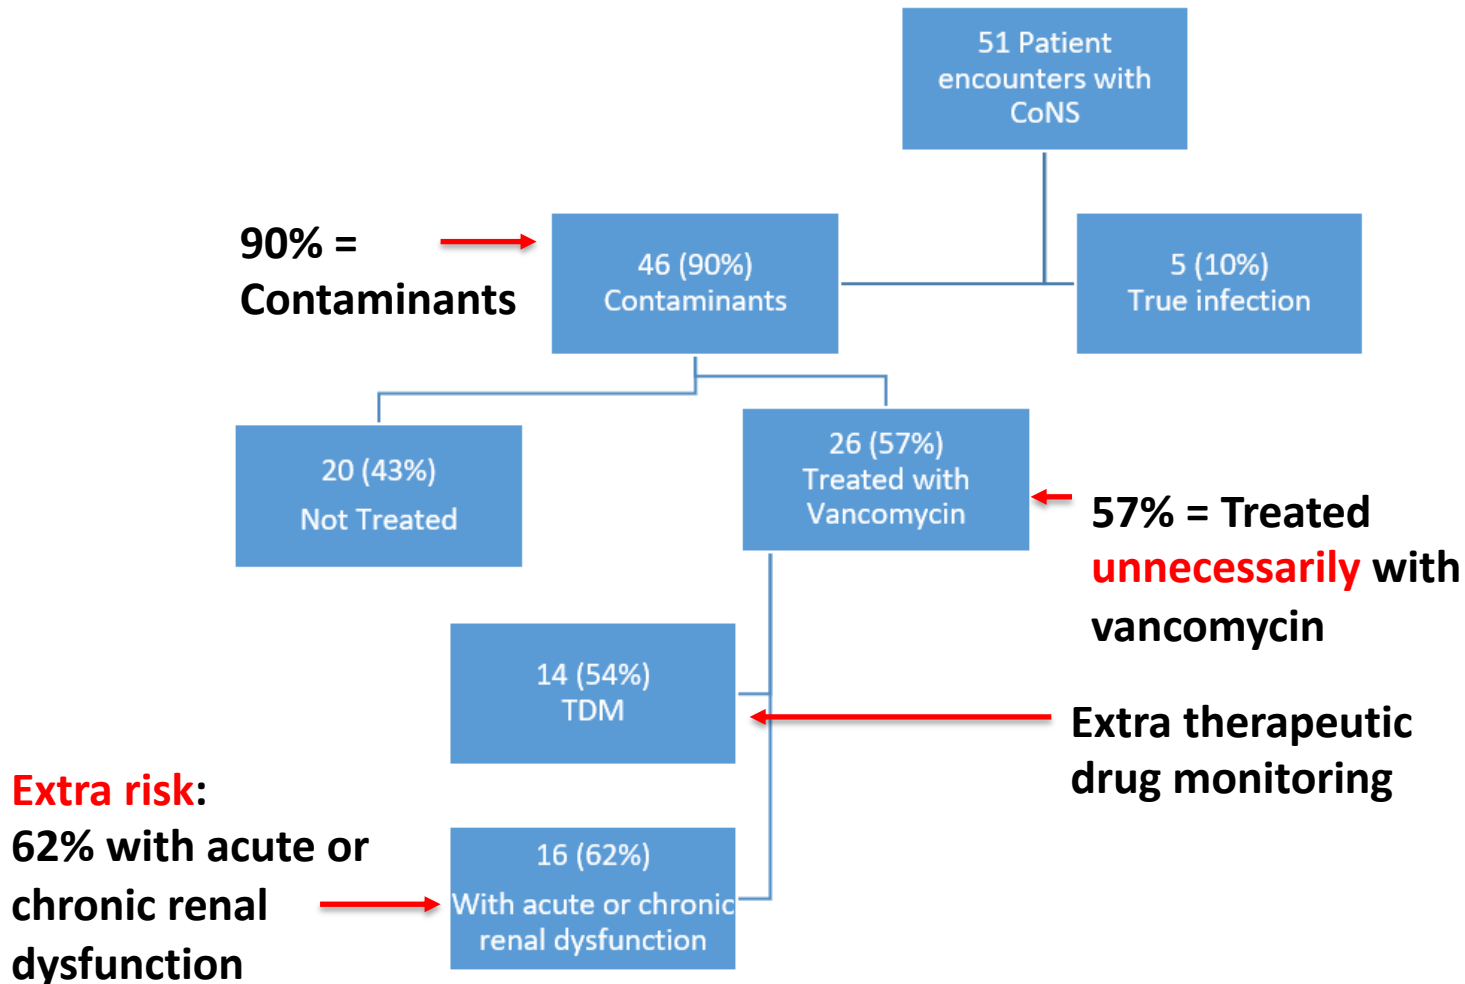 51 Patient
encounters with
CoNS
90% =
Contaminants
46 (90%)
Contaminants
5 (10%)
True infection
20 (43%)
Not Treated
26 (57%)
Treated with
Vancomycin
57% = Treated
unnecessarily with
vancomycin
14 (54%)
TDM
Extra therapeutic
drug monitoring
Extra risk:
62% with acute or
chronic renal
dysfunction
16 (62%)
With acute or chronic
renal dysfunction